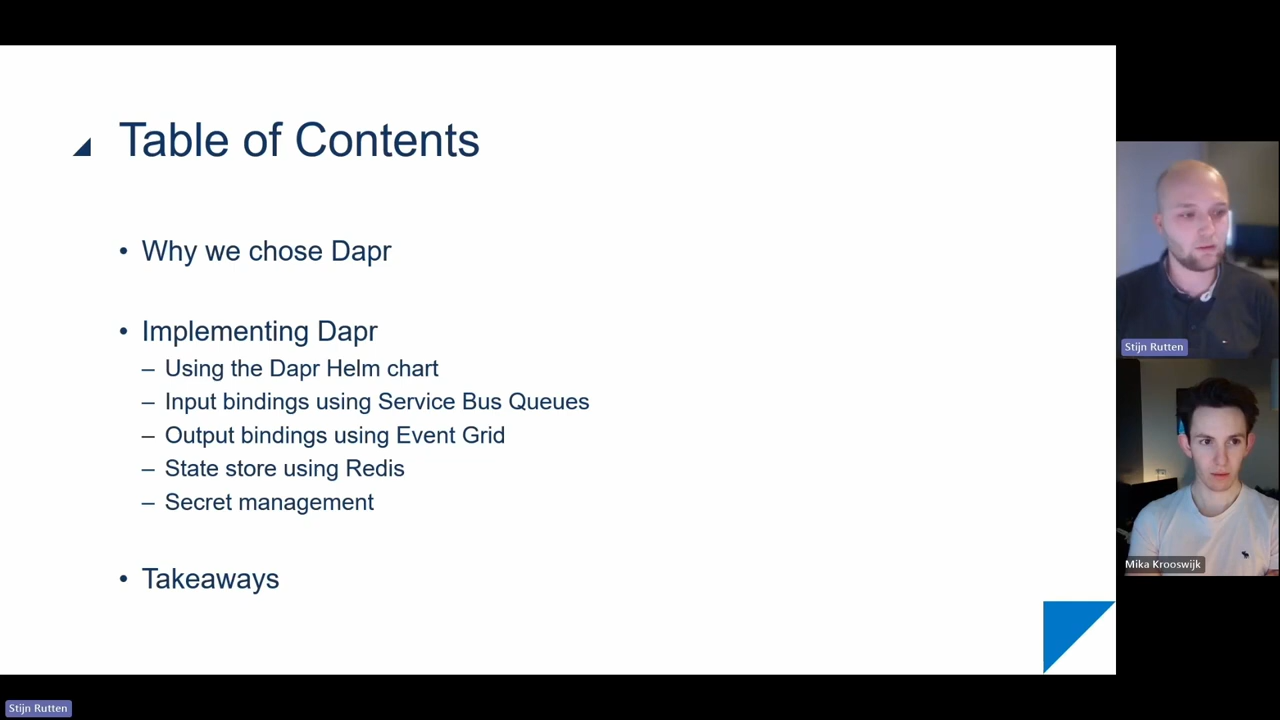 Table of Contents
• Why we chose Dapr
• Implementing Dapr
– Using the Dapr Helm chart
– Input bindings using Service Bus Queues
– Output bindings using Event Grid
– State store using Redis
– Secret management
• Takeaways
Stijn Rutten
Mika Krooswijk
Stijn Rutten